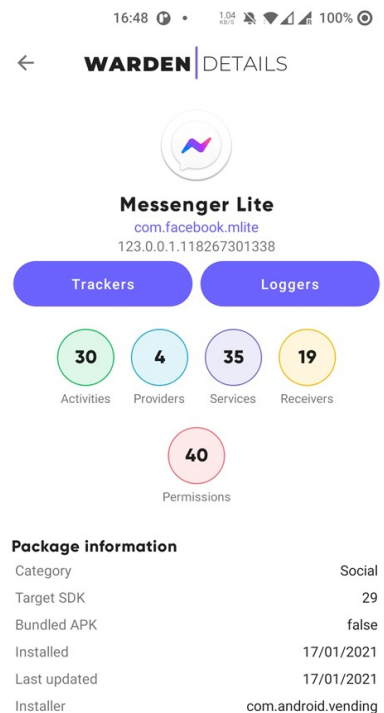 16:48 1.04 KB/S 100%
WARDEN DETAILS
Messenger Lite
com.facebook.mlite
123.0.0.1.118267301338
Trackers Loggers
30 4 35 19
Activities Providers Services Receivers
40
Permissions
Package information
Category Social
Target SDK 29
Bundled APK false
Installed 17/01/2021
Last updated 17/01/2021
Installer com.android.vending